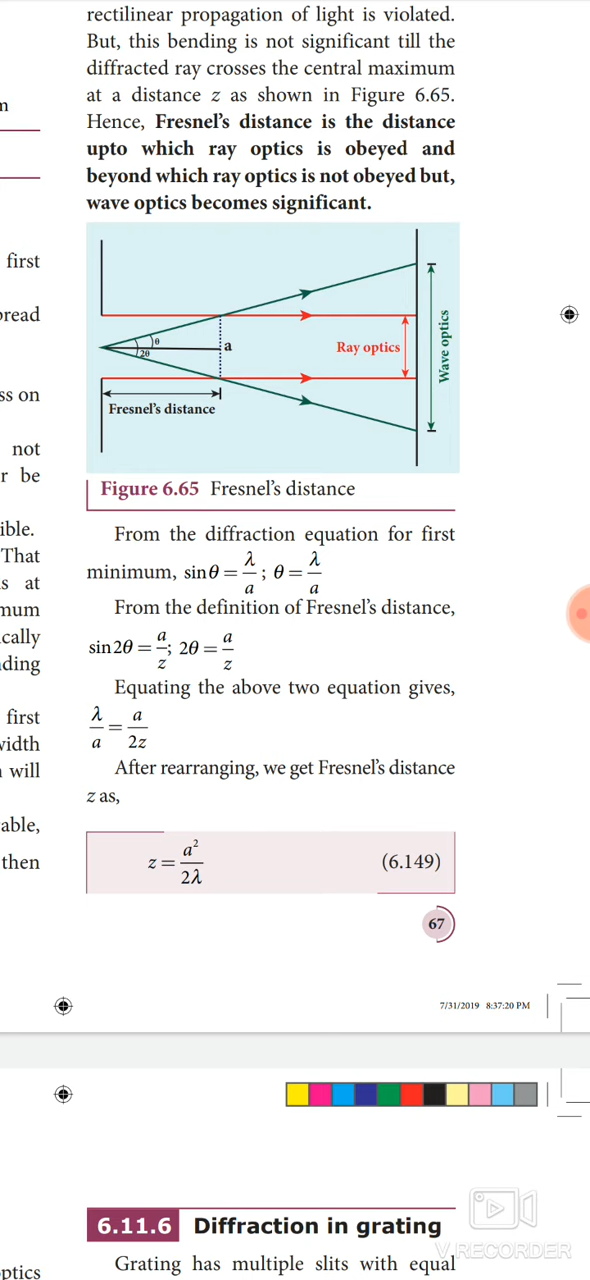 rectilinear propagation of light is violated.
But, this bending is not significant till the
diffracted ray crosses the central maximum
at a distance z as shown in Figure 6.65.
Hence, Fresnel's distance is the distance
upto which ray optics is obeyed and
beyond which ray optics is not obeyed but,
wave optics becomes significant.
first
ss on
not
r be
ible.
That
s at
mum
cally
nding
first
width
will
able,
then
θ
2θ
a
Ray optics
Wave optics
Fresnel's distance
Figure 6.65 Fresnel's distance
From the diffraction equation for first
minimum, sinθ = λ/a ; θ = λ/a
From the definition of Fresnel's distance,
sin2θ = a/z; 2θ = a/z
Equating the above two equation gives,
λ/a = a/2z
After rearranging, we get Fresnel's distance
z as,
z = a²/2λ (6.149)
67
7/31/2019 8:37:20 PM
6.11.6 Diffraction in grating
Grating has multiple slits with equal
ptics
V RECORDER